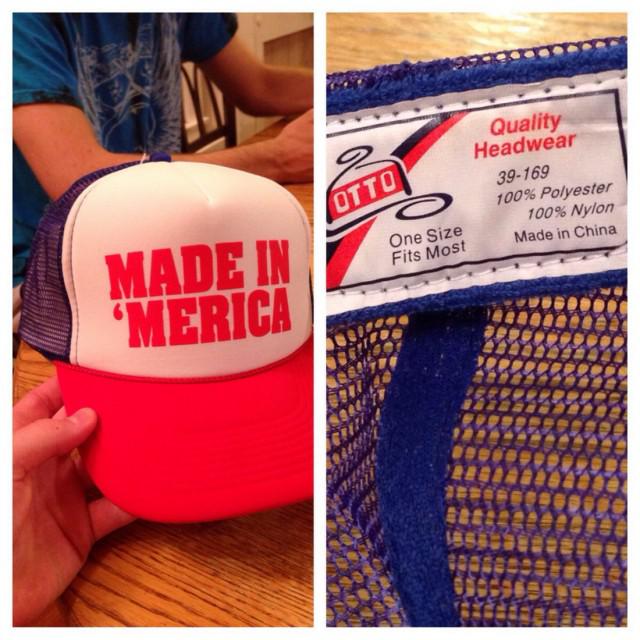 MADE IN
‘MERICA
OTTO
Quality
Headwear
39-169
100% Polyester
100% Nylon
Made in China
One Size
Fits Most